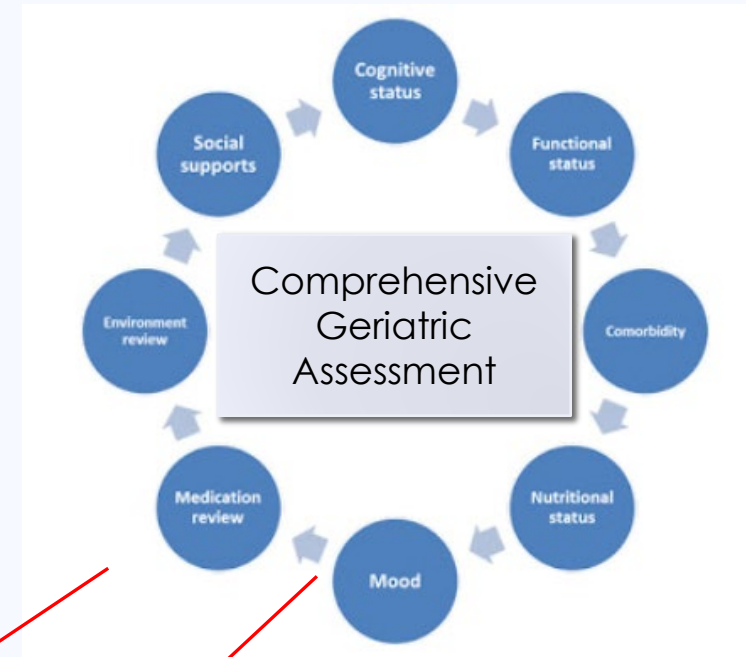 Cognitive
status
Functional
status
Comorbidity
Nutritional
status
Mood
Medication
review
Environment
review
Social
supports
Comprehensive
Geriatric
Assessment